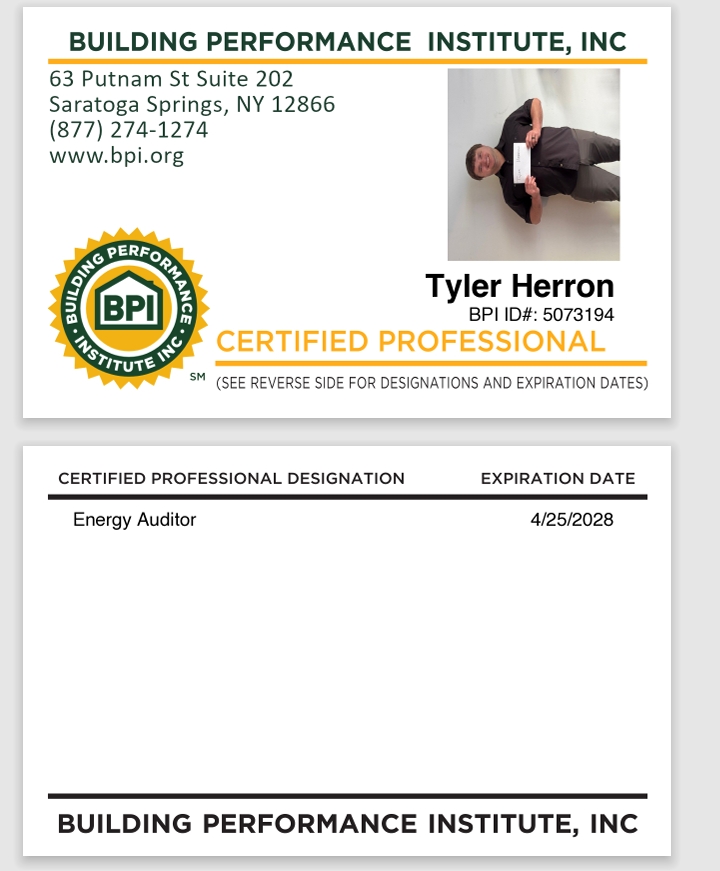 BUILDING PERFORMANCE INSTITUTE, INC
63 Putnam St Suite 202
Saratoga Springs, NY 12866
(877) 274-1274
www.bpi.org
BUILDING PERFORMANCE
BPI
INSTITUTE INC
SM
Tyler Herron
BPI ID#: 5073194
CERTIFIED PROFESSIONAL
(SEE REVERSE SIDE FOR DESIGNATIONS AND EXPIRATION DATES)
CERTIFIED PROFESSIONAL DESIGNATION EXPIRATION DATE
Energy Auditor 4/25/2028
BUILDING PERFORMANCE INSTITUTE, INC